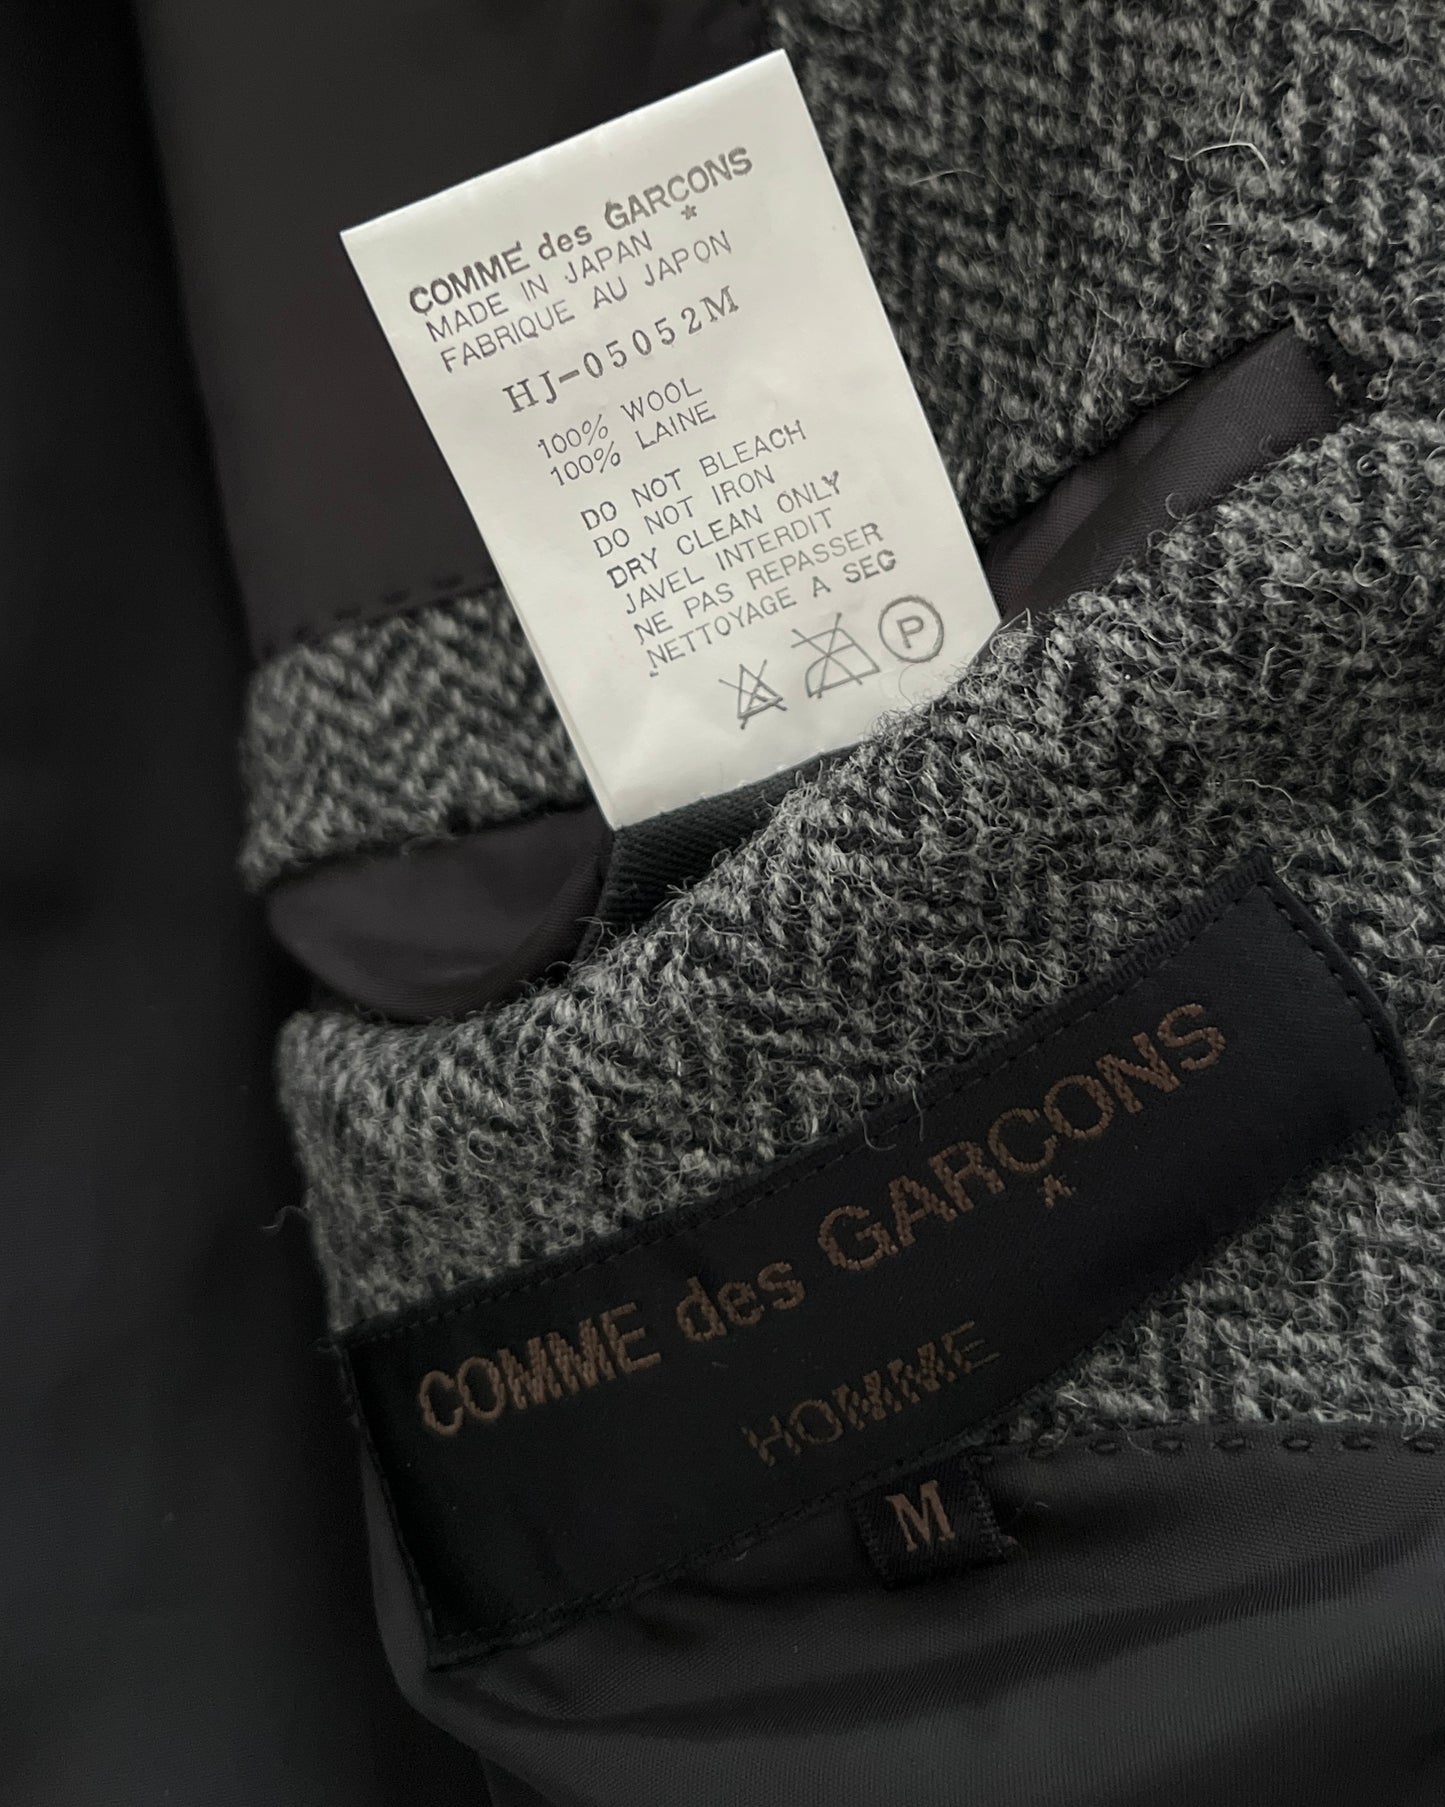 COMME des GARÇONS
*
MADE IN JAPAN
FABRIQUE AU JAPON
HJ-05052M
100% WOOL
100% LAINE
DO NOT BLEACH
DO NOT IRON
DRY CLEAN ONLY
JAVEL INTERDIT
NE PAS REPASSER
NETTOYAGE A SEC
P
COMME des GARÇONS
*
HOMME
M